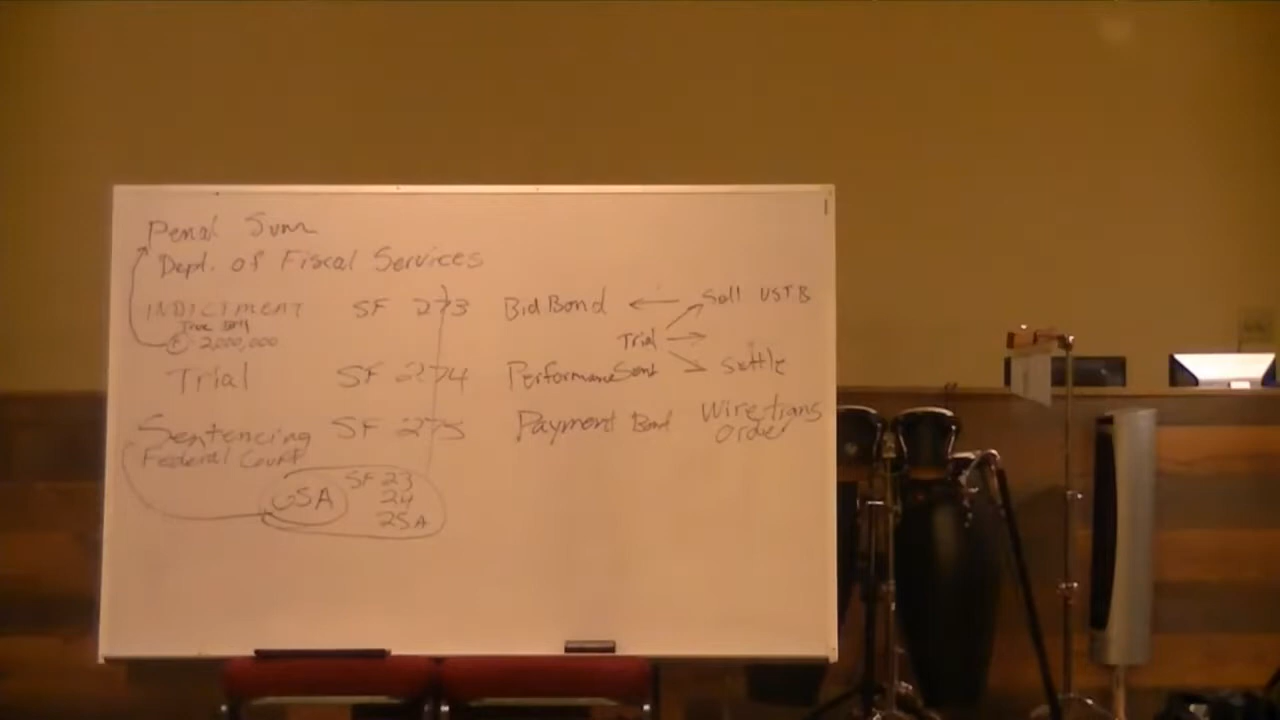 Penal Sum
Dept. of Fiscal Services
INDICTMENT SF 273 Bid Bond Sell USTB
True Bill
2,000,000 Trial
Trial SF 274 Performance Settle
Sentencing SF 275 Payment Bond Wire trans
Order
Federal Court
GSA SF 23
24
25A